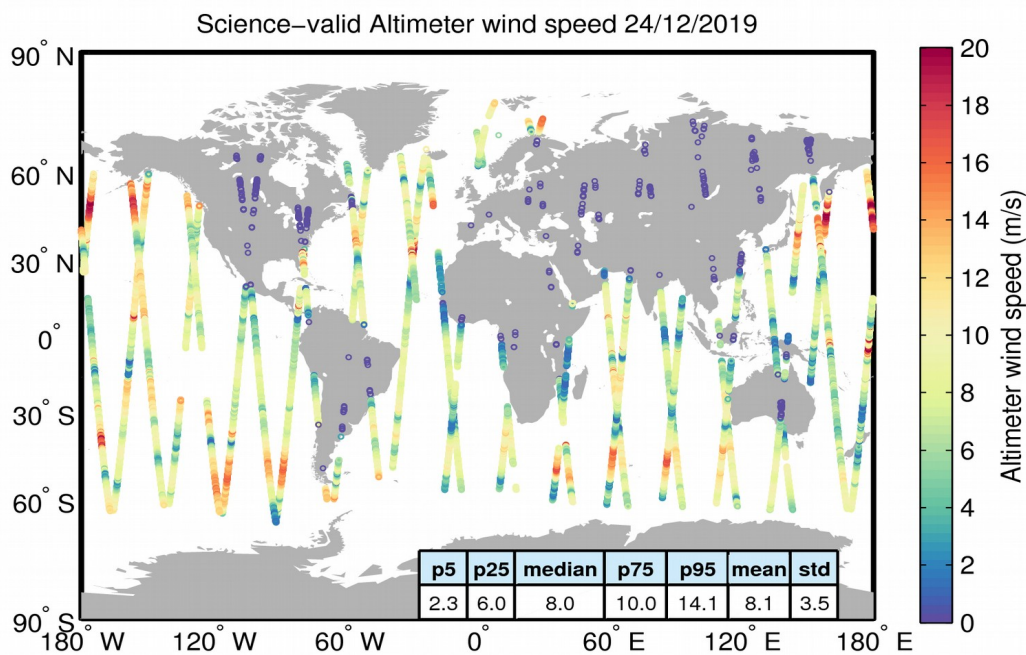 Science−valid Altimeter wind speed 24/12/2019
90° N
60° N
30° N
0°
30° S
60° S
90° S
180° W
120° W
60° W
0°
60° E
120° E
180° E
p5 p25 median p75 p95 mean std
2.3 6.0 8.0 10.0 14.1 8.1 3.5
20
18
16
14
12
10
8
6
4
2
0
Altimeter wind speed (m/s)